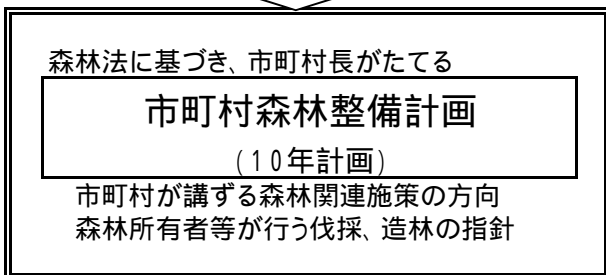 森林法に基づき、市町村長がたてる
市町村森林整備計画
(10年計画)
市町村が講ずる森林関連施策の方向
森林所有者等が行う伐採、造林の指針